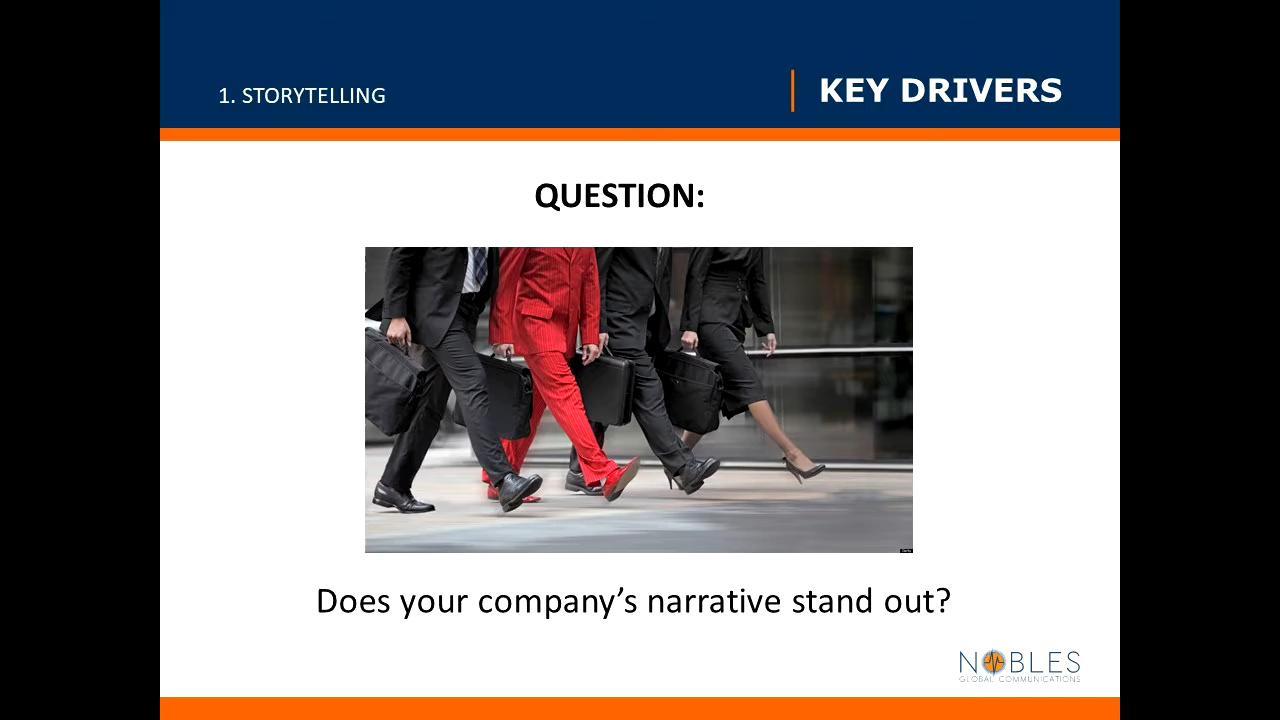 1. STORYTELLING
KEY DRIVERS
QUESTION:
Does your company’s narrative stand out?
NOBLES
GLOBAL COMMUNICATIONS